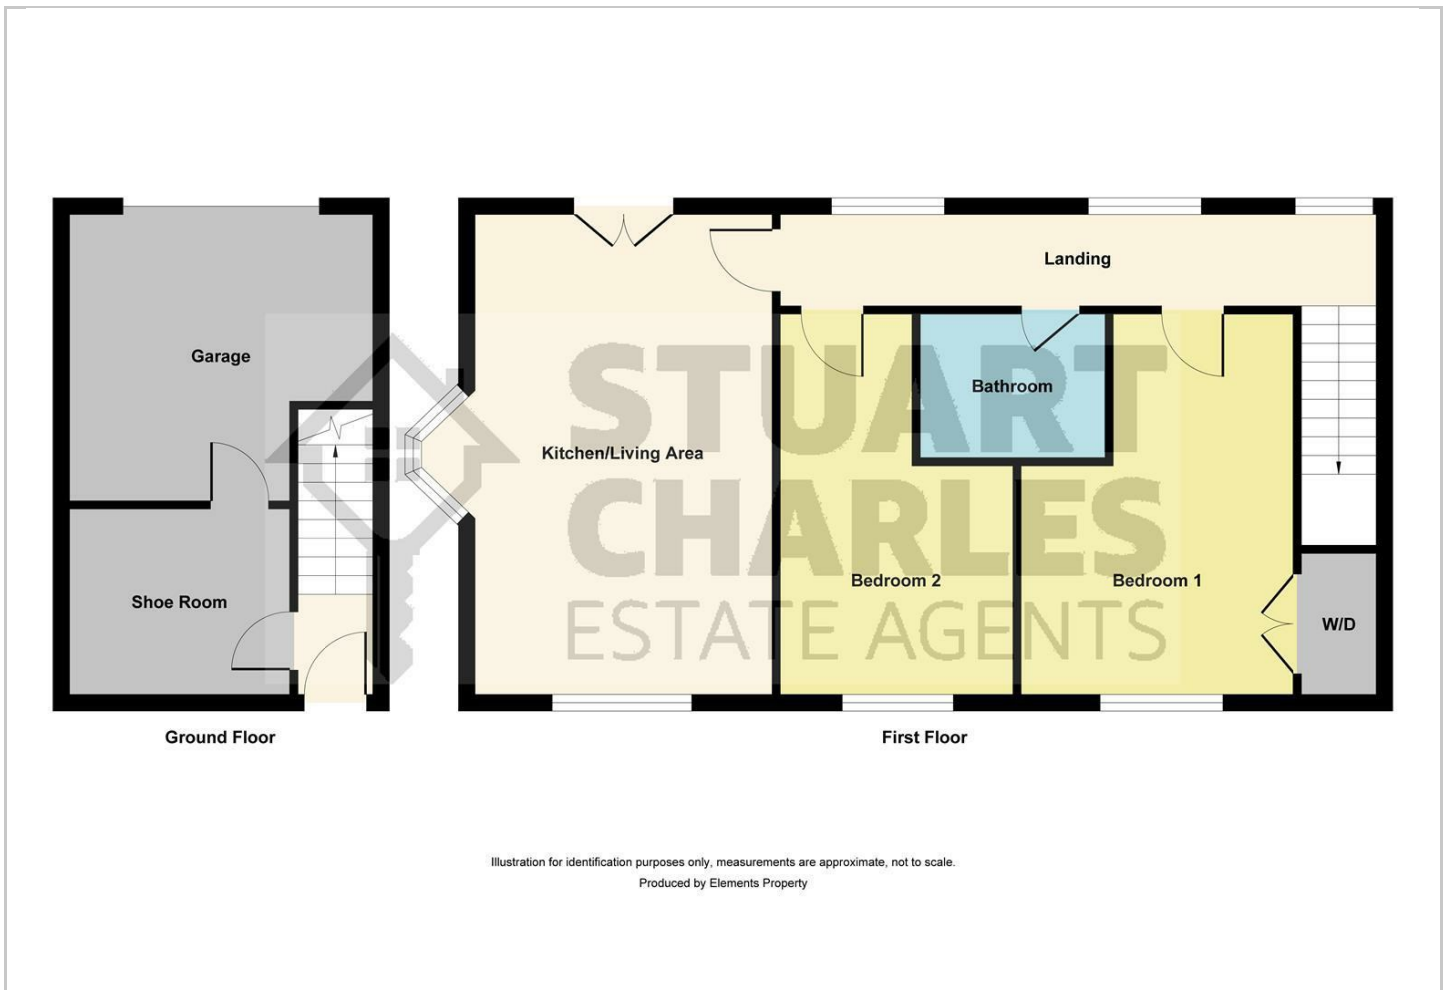 Garage
Shoe Room
Ground Floor
Kitchen/Living Area
Landing
Bathroom
Bedroom 2
Bedroom 1
W/D
First Floor
STUART
CHARLES
ESTATE AGENTS
Illustration for identification purposes only, measurements are approximate, not to scale.
Produced by Elements Property